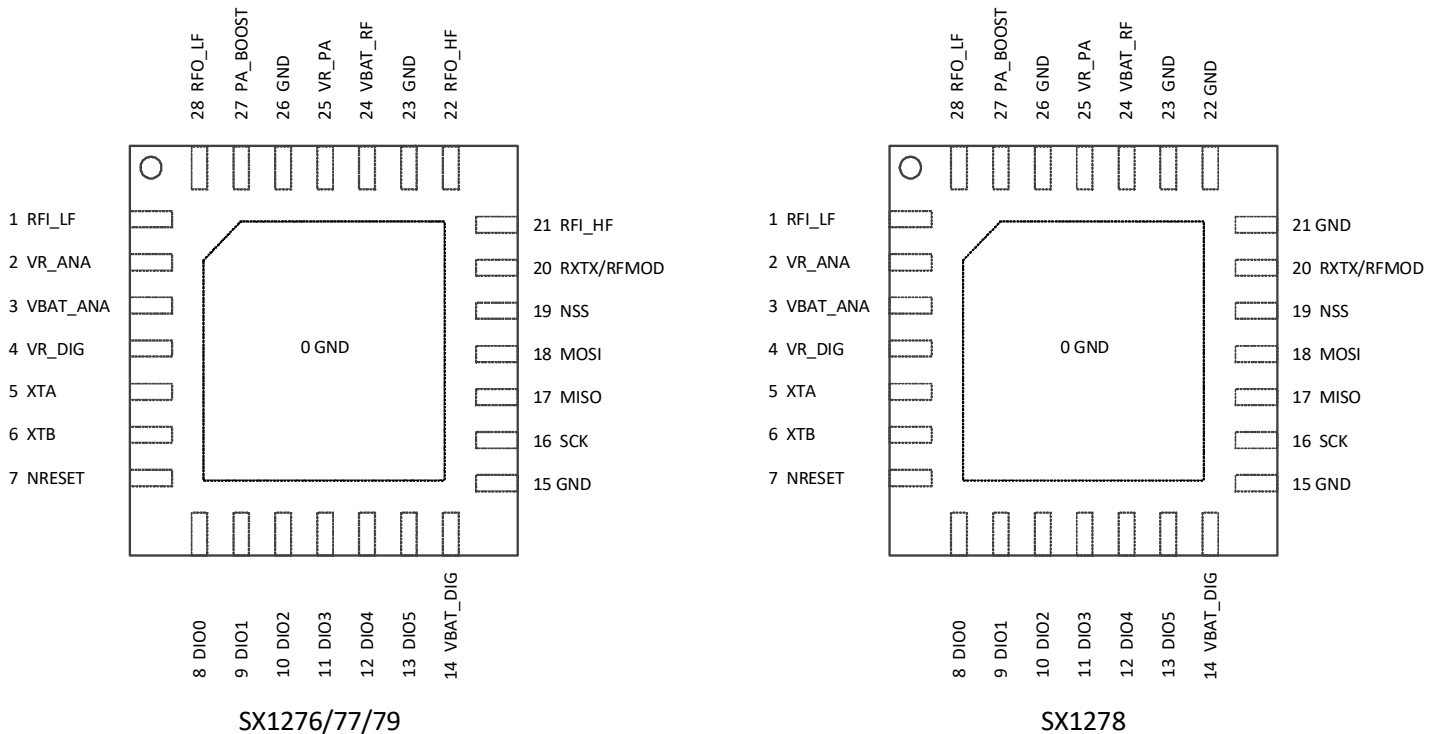 28 RFO_LF
27 PA_BOOST
26 GND
25 VR_PA
24 VBAT_RF
23 GND
22 RFO_HF
1 RFI_LF
2 VR_ANA
3 VBAT_ANA
4 VR_DIG
5 XTA
6 XTB
7 NRESET
0 GND
21 RFI_HF
20 RXTX/RFMOD
19 NSS
18 MOSI
17 MISO
16 SCK
15 GND
8 DIO0
9 DIO1
10 DIO2
11 DIO3
12 DIO4
13 DIO5
14 VBAT_DIG
SX1276/77/79
28 RFO_LF
27 PA_BOOST
26 GND
25 VR_PA
24 VBAT_RF
23 GND
22 GND
1 RFI_LF
2 VR_ANA
3 VBAT_ANA
4 VR_DIG
5 XTA
6 XTB
7 NRESET
0 GND
21 GND
20 RXTX/RFMOD
19 NSS
18 MOSI
17 MISO
16 SCK
15 GND
8 DIO0
9 DIO1
10 DIO2
11 DIO3
12 DIO4
13 DIO5
14 VBAT_DIG
SX1278